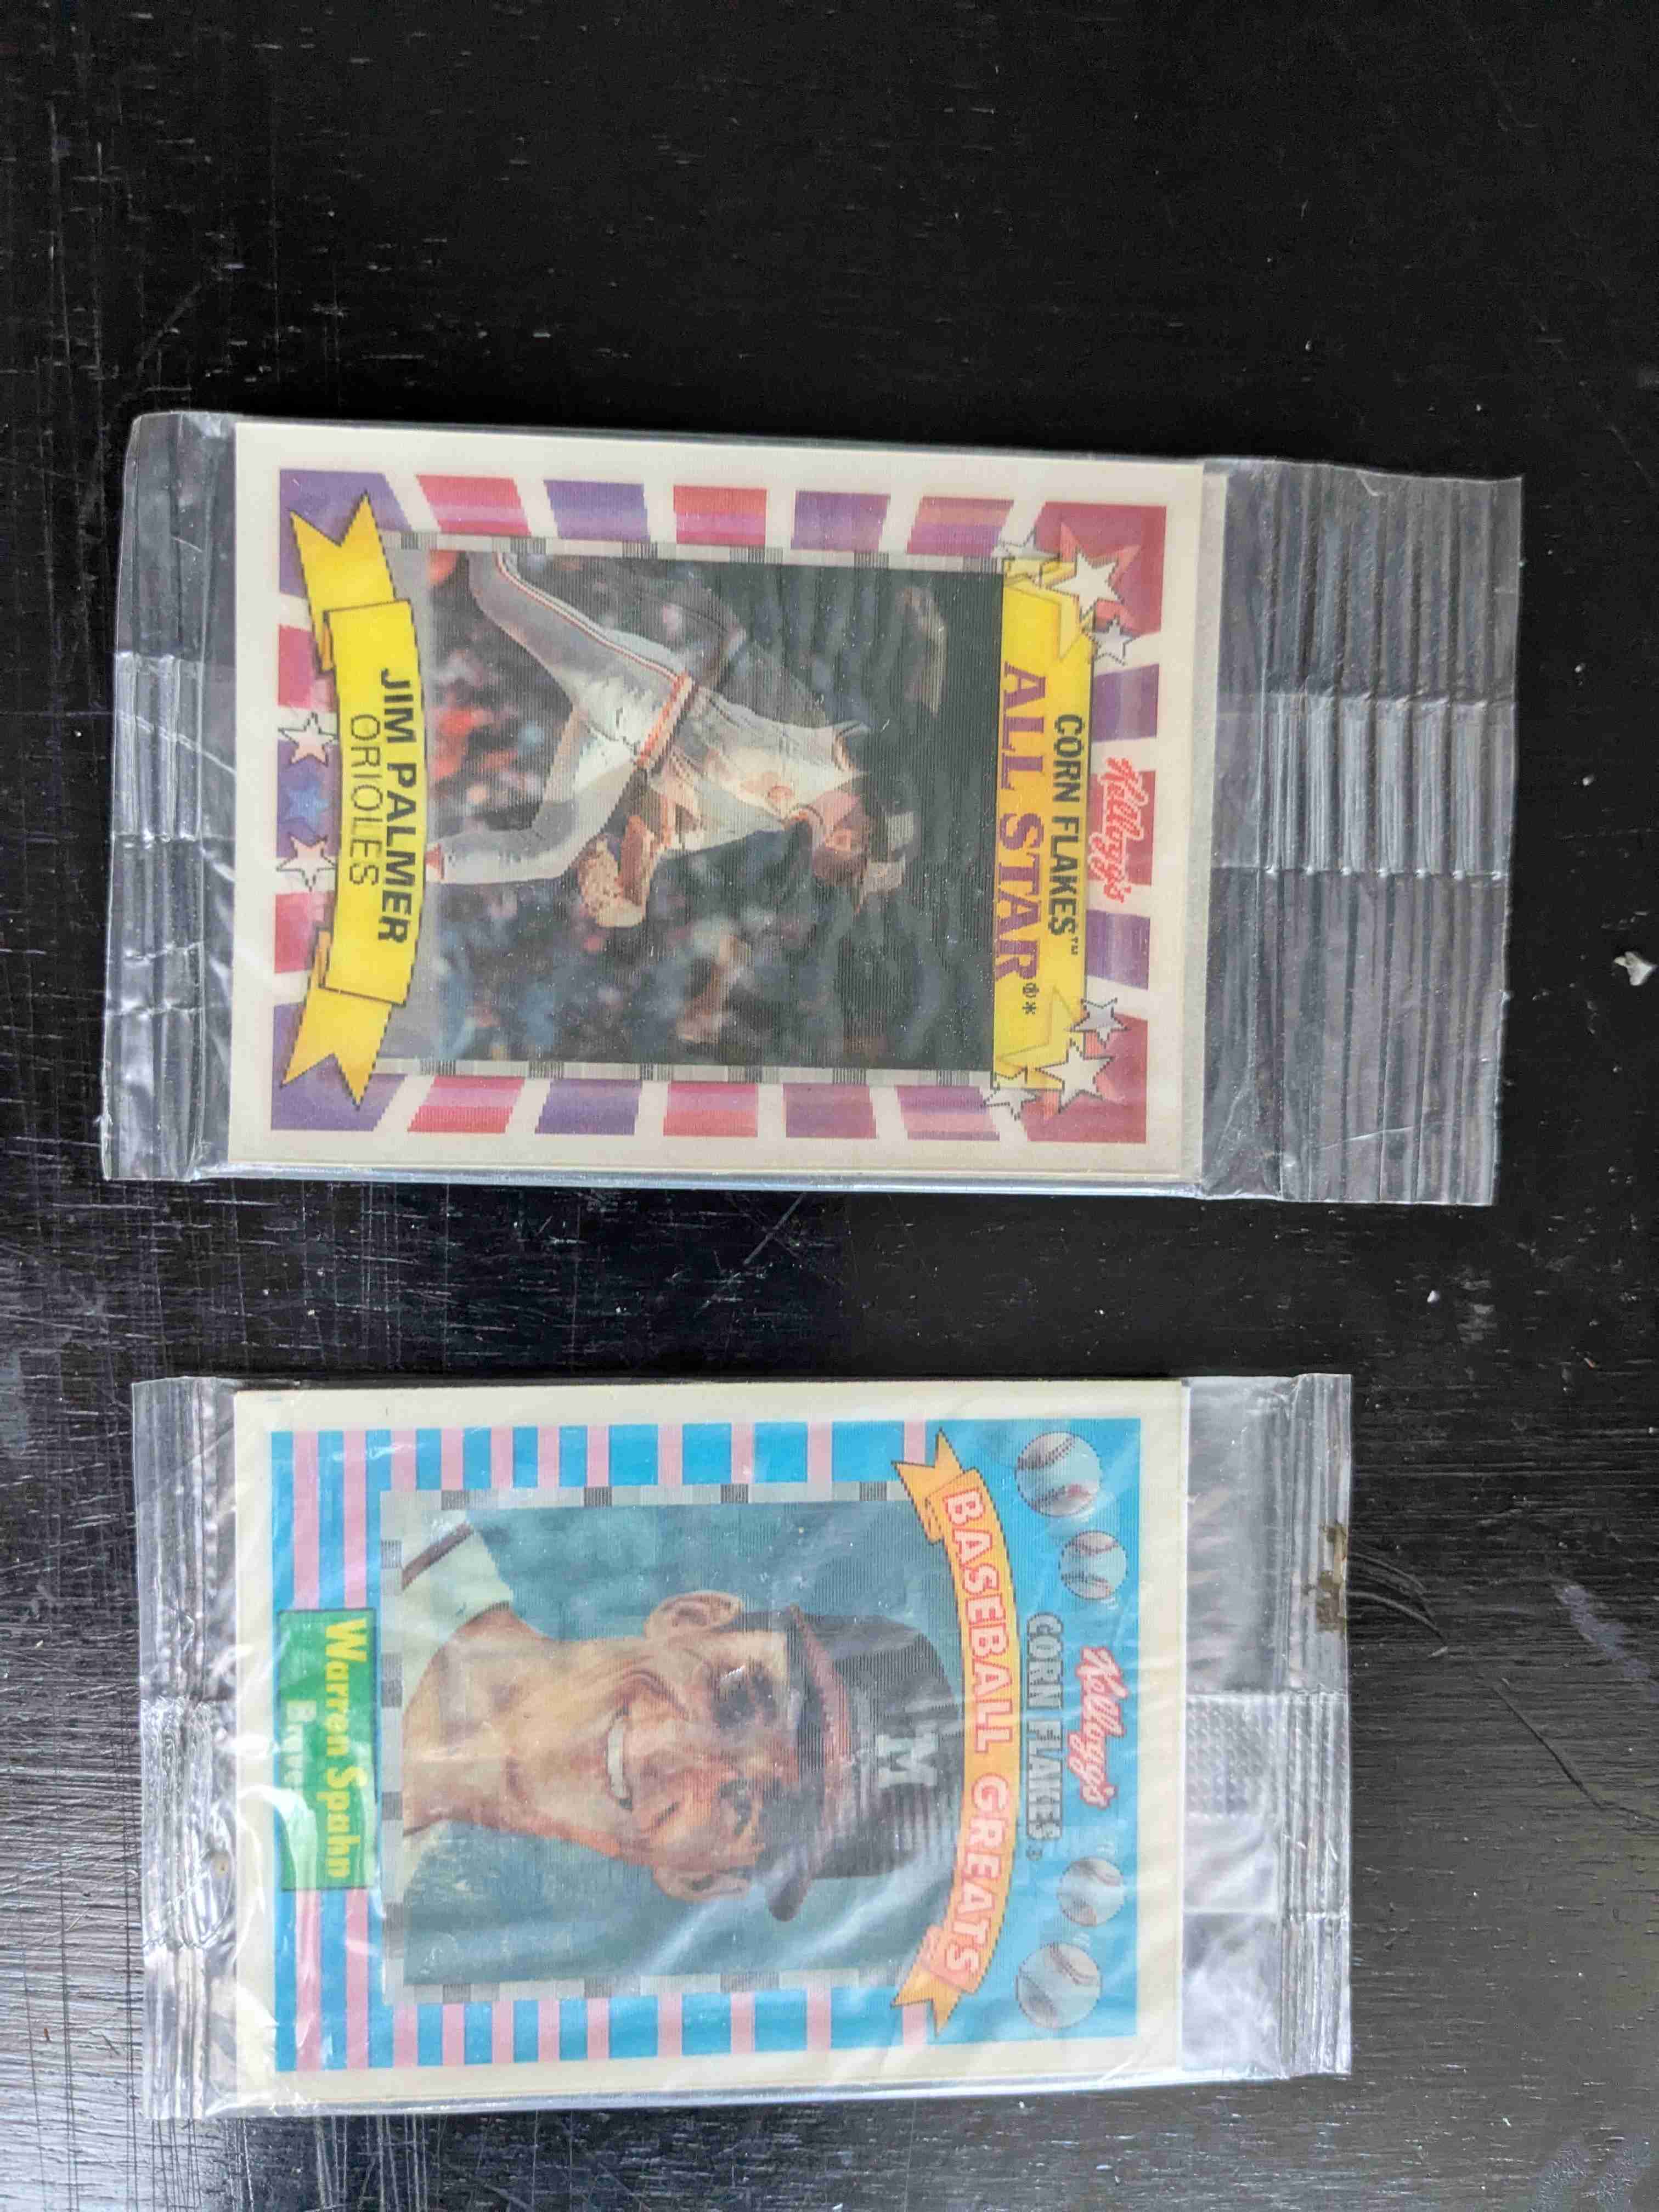 Kellogg's
CORN FLAKES™
ALL STAR®*
JIM PALMER
ORIOLES
Kellogg's
CORN FLAKES®
BASEBALL GREATS
M
Warren Spahn